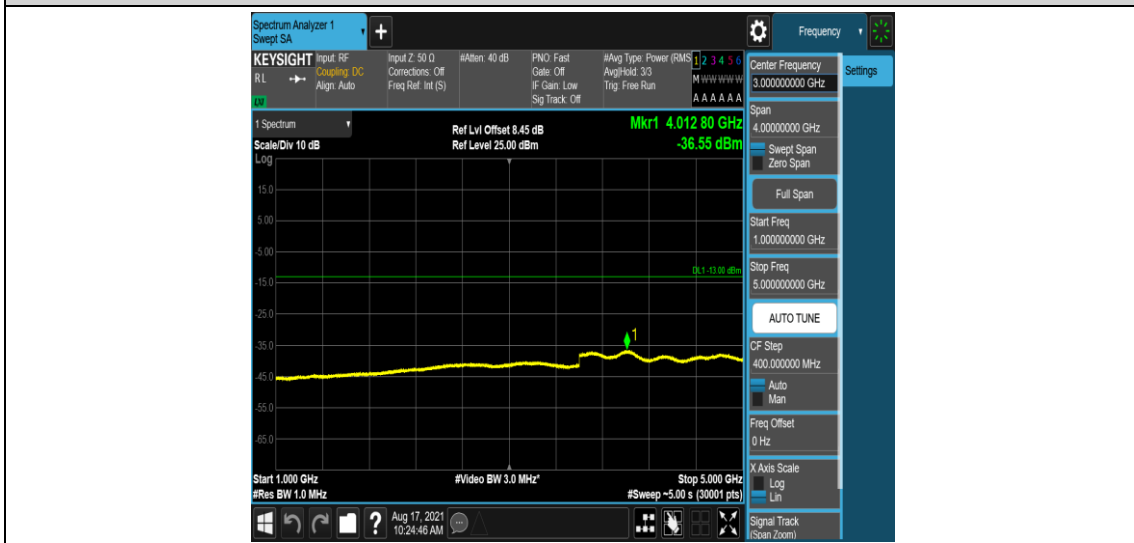 Spectrum Analyzer 1
Swept SA
+
Frequency
KEYSIGHT
RL
LXI
Input: RF
Coupling: DC
Align: Auto
Input Z: 50 Ω
Corrections: Off
Freq Ref: Int (S)
#Atten: 40 dB
PNO: Fast
Gate: Off
IF Gain: Low
Sig Track: Off
#Avg Type: Power (RMS
Avg|Hold: 3/3
Trig: Free Run
1 2 3 4 5 6
M W W W W W
A A A A A A
Center Frequency
3.000000000 GHz
Settings
Span
4.00000000 GHz
Swept Span
Zero Span
Full Span
Start Freq
1.000000000 GHz
Stop Freq
5.000000000 GHz
AUTO TUNE
CF Step
400.000000 MHz
Auto
Man
Freq Offset
0 Hz
X Axis Scale
Log
Lin
Signal Track
(Span Zoom)
1 Spectrum
Scale/Div 10 dB
Ref Lvl Offset 8.45 dB
Ref Level 25.00 dBm
Mkr1 4.012 80 GHz
-36.55 dBm
Log
15.0
5.00
-5.00
DL1 -13.00 dBm
-15.0
-25.0
1
-35.0
-45.0
-55.0
-65.0
Start 1.000 GHz
#Video BW 3.0 MHz*
Stop 5.000 GHz
#Res BW 1.0 MHz
#Sweep ~5.00 s (30001 pts)
?
Aug 17, 2021
10:24:46 AM